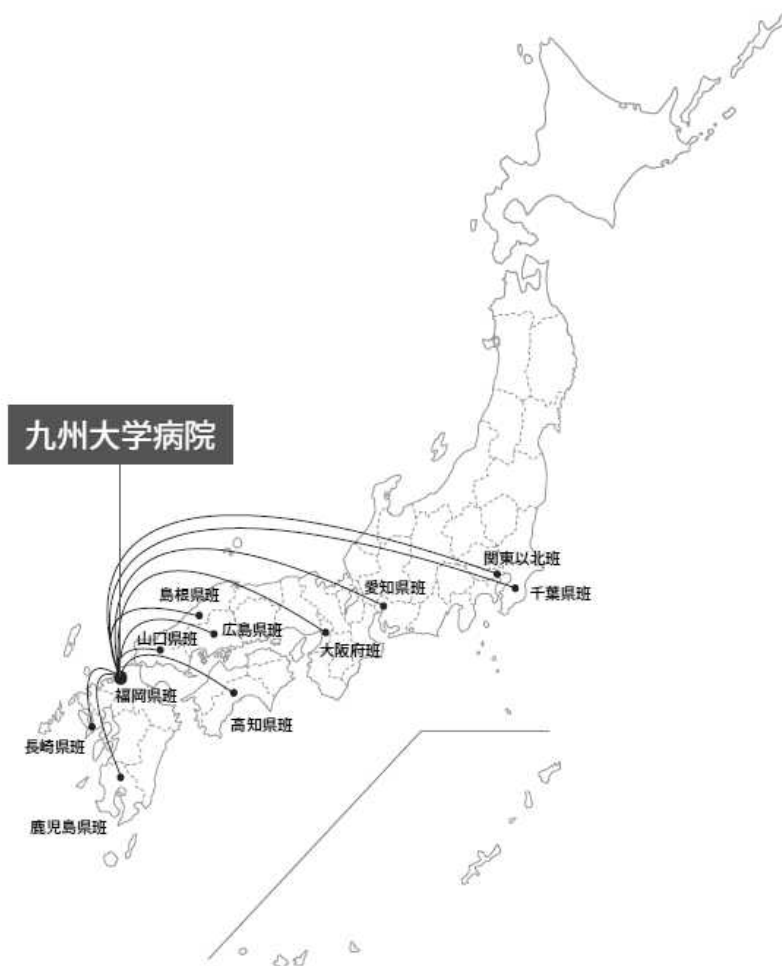 九州大学病院
関東以北班
千葉県班
愛知県班
島根県班
広島県班
山口県班
大阪府班
福岡県班
高知県班
長崎県班
鹿児島県班